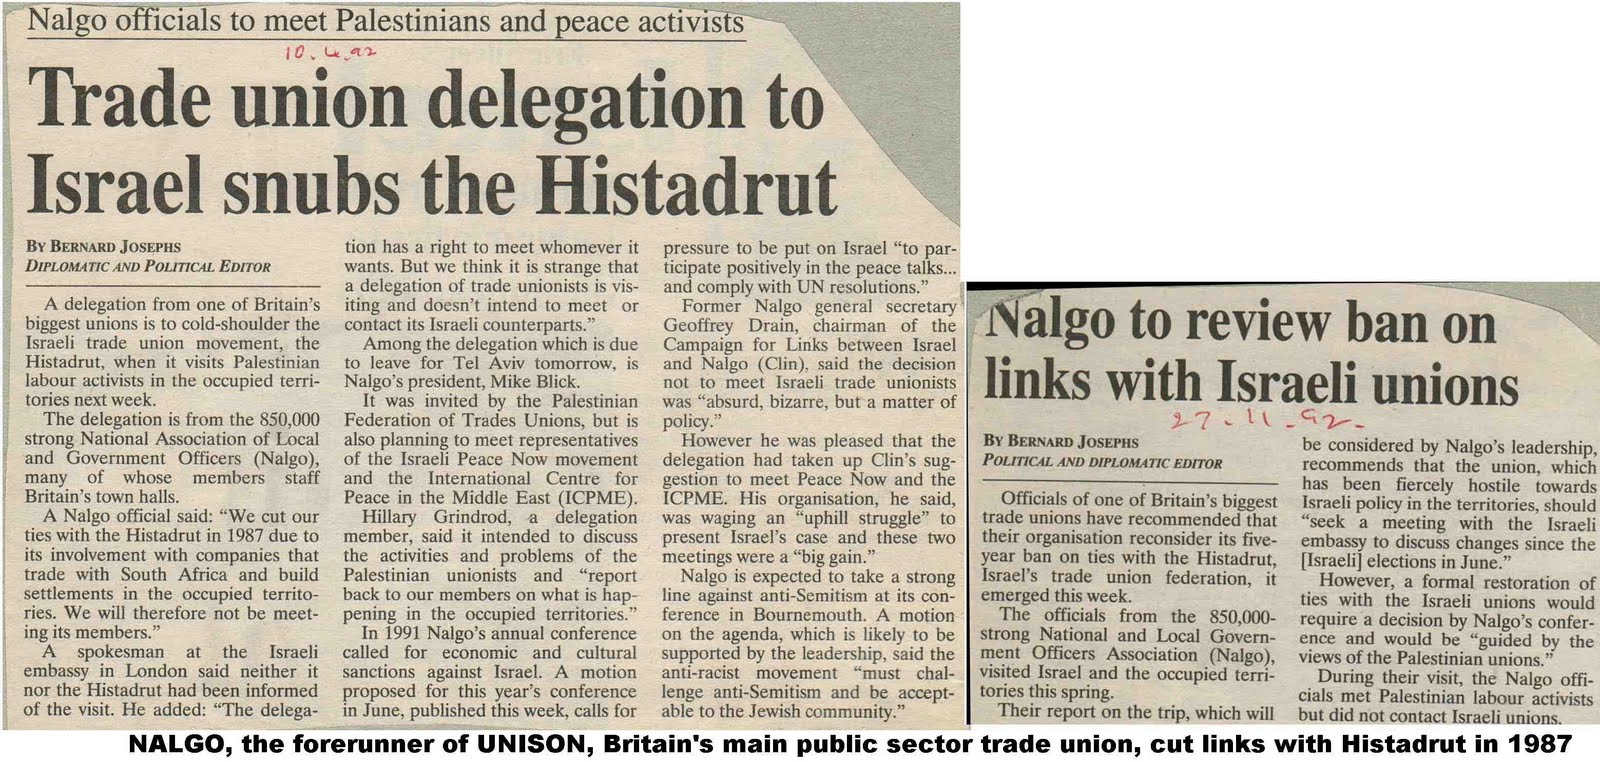 Nalgo officials to meet Palestinians and peace activists
10.4.92
Trade union delegation to
Israel snubs the Histadrut
BY BERNARD JOSEPHS
DIPLOMATIC AND POLITICAL EDITOR
A delegation from one of Britain's
biggest unions is to cold-shoulder the
Israeli trade union movement, the
Histadrut, when it visits Palestinian
labour activists in the occupied terri-
tories next week.
The delegation is from the 850,000
strong National Association of Local
and Government Officers (Nalgo),
many of whose members staff
Britain's town halls.
A Nalgo official said: “We cut our
ties with the Histadrut in 1987 due to
its involvement with companies that
trade with South Africa and build
settlements in the occupied territo-
ries. We will therefore not be meet-
ing its members.”
A spokesman at the Israeli
embassy in London said neither it
nor the Histadrut had been informed
of the visit. He added: “The delega-
tion has a right to meet whomever it
wants. But we think it is strange that
a delegation of trade unionists is vis-
iting and doesn't intend to meet or
contact its Israeli counterparts.”
Among the delegation which is due
to leave for Tel Aviv tomorrow, is
Nalgo's president, Mike Blick.
It was invited by the Palestinian
Federation of Trades Unions, but is
also planning to meet representatives
of the Israeli Peace Now movement
and the International Centre for
Peace in the Middle East (ICPME).
Hillary Grindrod, a delegation
member, said it intended to discuss
the activities and problems of the
Palestinian unionists and “report
back to our members on what is hap-
pening in the occupied territories.”
In 1991 Nalgo's annual conference
called for economic and cultural
sanctions against Israel. A motion
proposed for this year's conference
in June, published this week, calls for
pressure to be put on Israel “to par-
ticipate positively in the peace talks...
and comply with UN resolutions.”
Former Nalgo general secretary
Geoffrey Drain, chairman of the
Campaign for Links between Israel
and Nalgo (Clin), said the decision
not to meet Israeli trade unionists
was “absurd, bizarre, but a matter of
policy.”
However he was pleased that the
delegation had taken up Clin's sug-
gestion to meet Peace Now and the
ICPME. His organisation, he said,
was waging an “uphill struggle” to
present Israel's case and these two
meetings were a “big gain.”
Nalgo is expected to take a strong
line against anti-Semitism at its con-
ference in Bournemouth. A motion
on the agenda, which is likely to be
supported by the leadership, said the
anti-racist movement “must chal-
lenge anti-Semitism and be accept-
able to the Jewish community.”
Nalgo to review ban on
links with Israeli unions
27.11.92.
BY BERNARD JOSEPHS
POLITICAL AND DIPLOMATIC EDITOR
Officials of one of Britain's biggest
trade unions have recommended that
their organisation reconsider its five-
year ban on ties with the Histadrut,
Israel's trade union federation, it
emerged this week.
The officials from the 850,000-
strong National and Local Govern-
ment Officers Association (Nalgo),
visited Israel and the occupied terri-
tories this spring.
Their report on the trip, which will
be considered by Nalgo's leadership,
recommends that the union, which
has been fiercely hostile towards
Israeli policy in the territories, should
“seek a meeting with the Israeli
embassy to discuss changes since the
[Israeli] elections in June.”
However, a formal restoration of
ties with the Israeli unions would
require a decision by Nalgo's confer-
ence and would be “guided by the
views of the Palestinian unions.”
During their visit, the Nalgo offi-
cials met Palestinian labour activists
but did not contact Israeli unions.
NALGO, the forerunner of UNISON, Britain's main public sector trade union, cut links with Histadrut in 1987